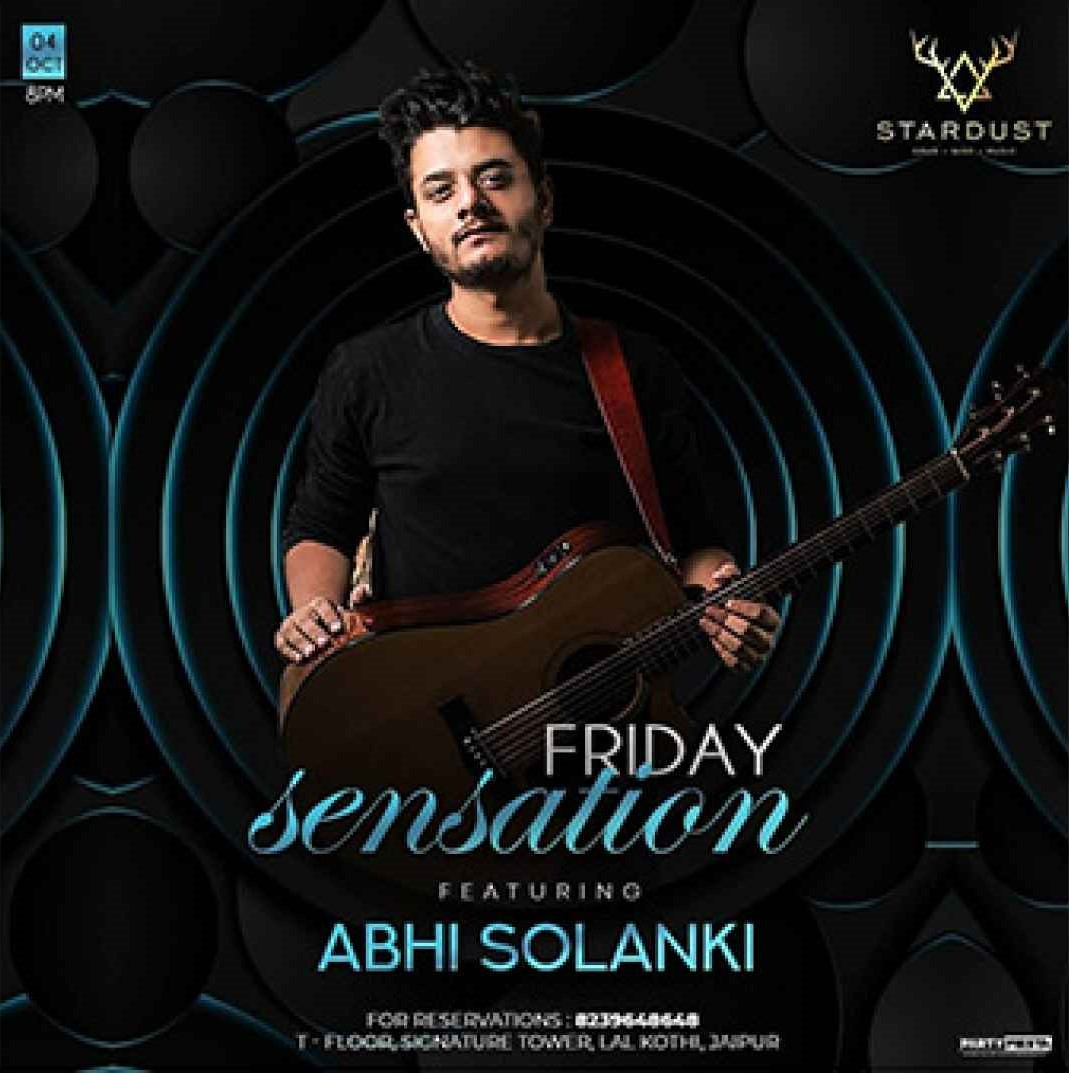 04
OCT
8PM
STARDUST
FRIDAY
sensation
FEATURING
ABHI SOLANKI
FOR RESERVATIONS : 8239648648
T - FLOOR, SIGNATURE TOWER, LAL KOTHI, JAIPUR